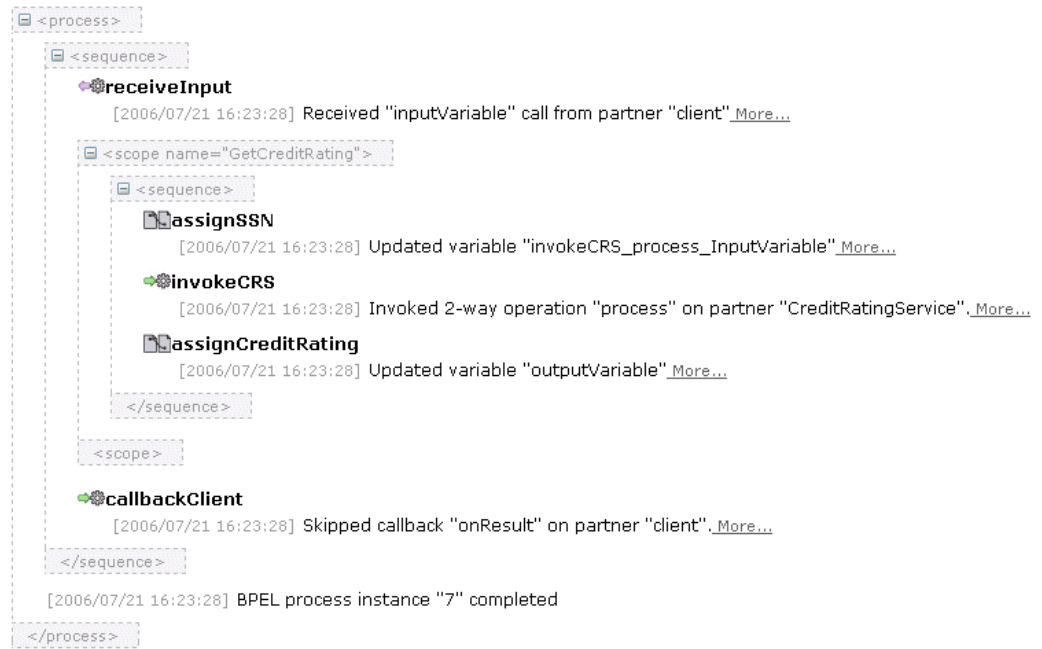 <process>
<sequence>
receiveInput
[2006/07/21 16:23:28] Received "inputVariable" call from partner "client" More...
<scope name="GetCreditRating">
<sequence>
assignSSN
[2006/07/21 16:23:28] Updated variable "invokeCRS_process_InputVariable" More...
invokeCRS
[2006/07/21 16:23:28] Invoked 2-way operation "process" on partner "CreditRatingService". More...
assignCreditRating
[2006/07/21 16:23:28] Updated variable "outputVariable" More...
</sequence>
<scope>
callbackClient
[2006/07/21 16:23:28] Skipped callback "onResult" on partner "client". More...
</sequence>
[2006/07/21 16:23:28] BPEL process instance "7" completed
</process>